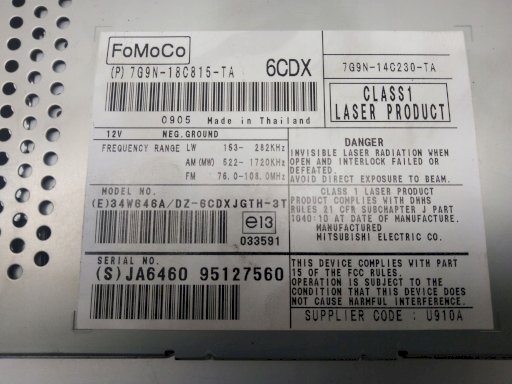 FoMoCo
(P) 7G9N-18C815-TA 6CDX
0905 Made in Thailand
12V NEG.GROUND
FREQUENCY RANGE LW 153- 282KHz
AM(MW) 522- 1720KHz
FM 76.0-108.0MHz
MODEL NO.
(E)34W646A/DZ-6CDXJGTH-3T
e13
033591
SERIAL NO.
(S)JA6460 95127560
7G9N-14C230-TA
CLASS1
LASER PRODUCT
DANGER
INVISIBLE LASER RADIATION WHEN
OPEN AND INTERLOCK FAILED OR
DEFEATED.
AVOID DIRECT EXPOSURE TO BEAM.
CLASS 1 LASER PRODUCT
PRODUCT COMPLIES WITH DHHS
RULES 21 CFR SUBCHAPTER J PART
1040:10 AT DATE OF MANUFACTURE.
MANUFACTURED
MITSUBISHI ELECTRIC CO.
THIS DEVICE COMPLIES WITH PART
15 OF THE FCC RULES.
OPERATION IS SUBJECT TO THE
CONDITION THAT THIS DEVICE DOES
NOT CAUSE HARMFUL INTERFERENCE.
SUPPLIER CODE : U910A